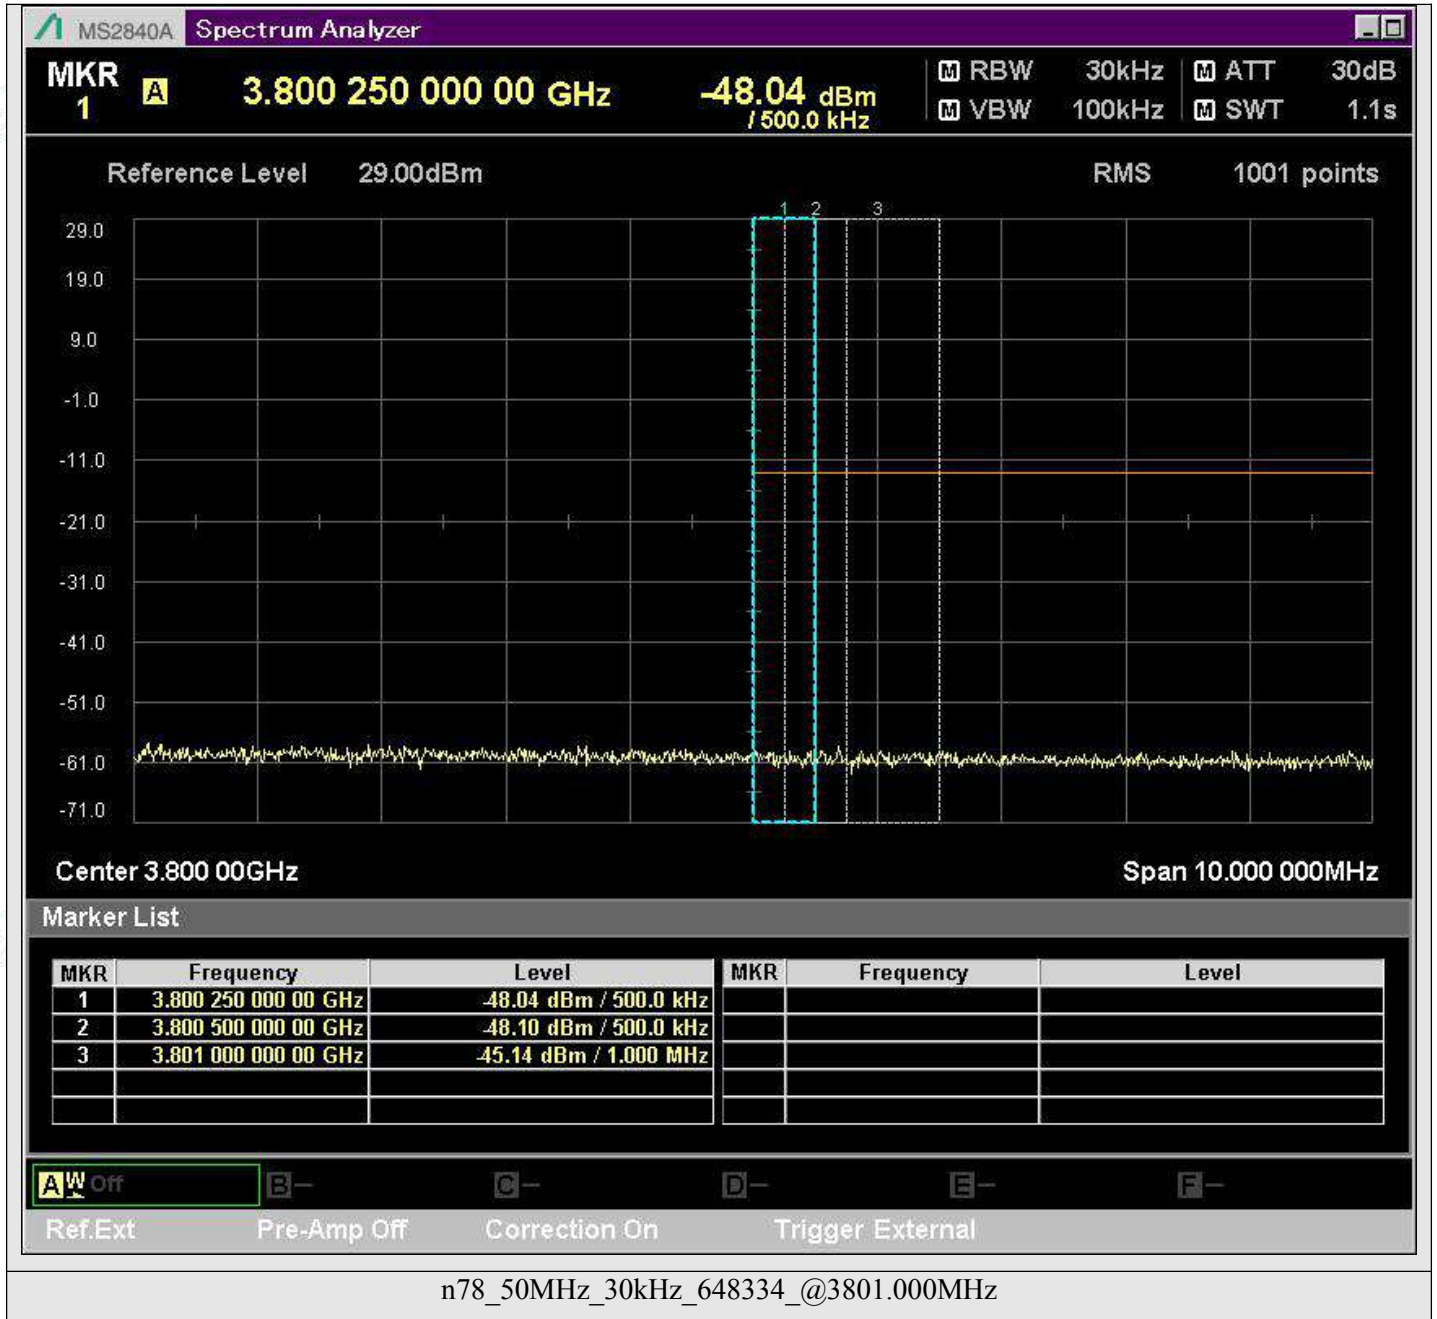 MS2840A Spectrum Analyzer
MKR 1 A 3.800 250 000 00 GHz -48.04 dBm / 500.0 kHz
M RBW 30kHz M ATT 30dB
M VBW 100kHz M SWT 1.1s
Reference Level 29.00dBm RMS 1001 points
1 2 3
29.0
19.0
9.0
-1.0
-11.0
-21.0
-31.0
-41.0
-51.0
-61.0
-71.0
Center 3.800 00GHz Span 10.000 000MHz
Marker List
MKR Frequency Level MKR Frequency Level
1 3.800 250 000 00 GHz -48.04 dBm / 500.0 kHz
2 3.800 500 000 00 GHz -48.10 dBm / 500.0 kHz
3 3.801 000 000 00 GHz -45.14 dBm / 1.000 MHz
A W Off B – C – D – E – F –
Ref.Ext Pre-Amp Off Correction On Trigger External
n78_50MHz_30kHz_648334_@3801.000MHz